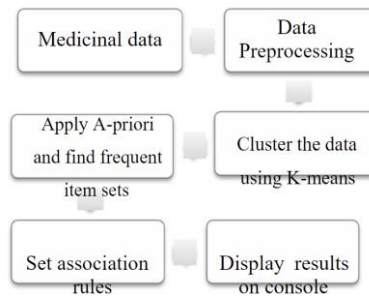 Medicinal data
Data
Preprocessing
Cluster the data
using K-means
Apply A-priori
and find frequent
item sets
Set association
rules
Display results
on console